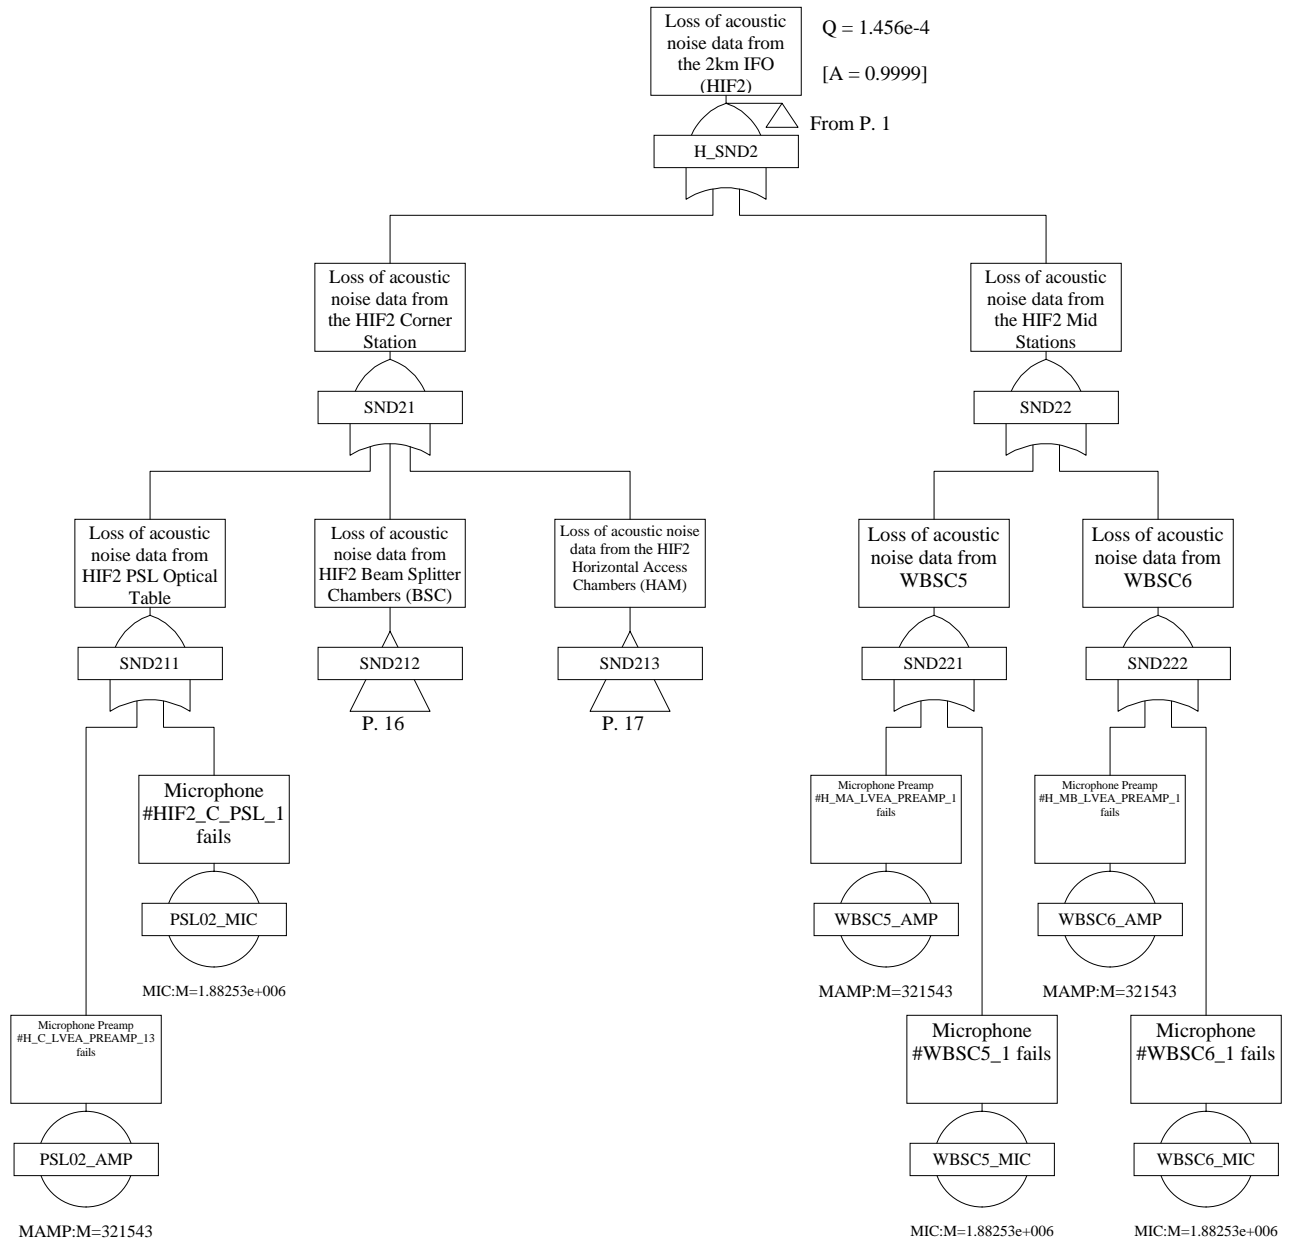 Loss of acoustic
noise data from
the 2km IFO
(HIF2)
Q = 1.456e-4
[A = 0.9999]
From P. 1
H_SND2
Loss of acoustic
noise data from
the HIF2 Corner
Station
Loss of acoustic
noise data from
the HIF2 Mid
Stations
SND21
SND22
Loss of acoustic
noise data from
HIF2 PSL Optical
Table
Loss of acoustic
noise data from
HIF2 Beam Splitter
Chambers (BSC)
Loss of acoustic noise
data from the HIF2
Horizontal Access
Chambers (HAM)
Loss of acoustic
noise data from
WBSC5
Loss of acoustic
noise data from
WBSC6
SND211
SND212
SND213
SND221
SND222
P. 16
P. 17
Microphone
#HIF2_C_PSL_1
fails
Microphone Preamp
#H_MA_LVEA_PREAMP_1
fails
Microphone Preamp
#H_MB_LVEA_PREAMP_1
fails
PSL02_MIC
WBSC5_AMP
WBSC6_AMP
MIC:M=1.88253e+006
MAMP:M=321543
MAMP:M=321543
Microphone Preamp
#H_C_LVEA_PREAMP_13
fails
Microphone
#WBSC5_1 fails
Microphone
#WBSC6_1 fails
PSL02_AMP
WBSC5_MIC
WBSC6_MIC
MAMP:M=321543
MIC:M=1.88253e+006
MIC:M=1.88253e+006